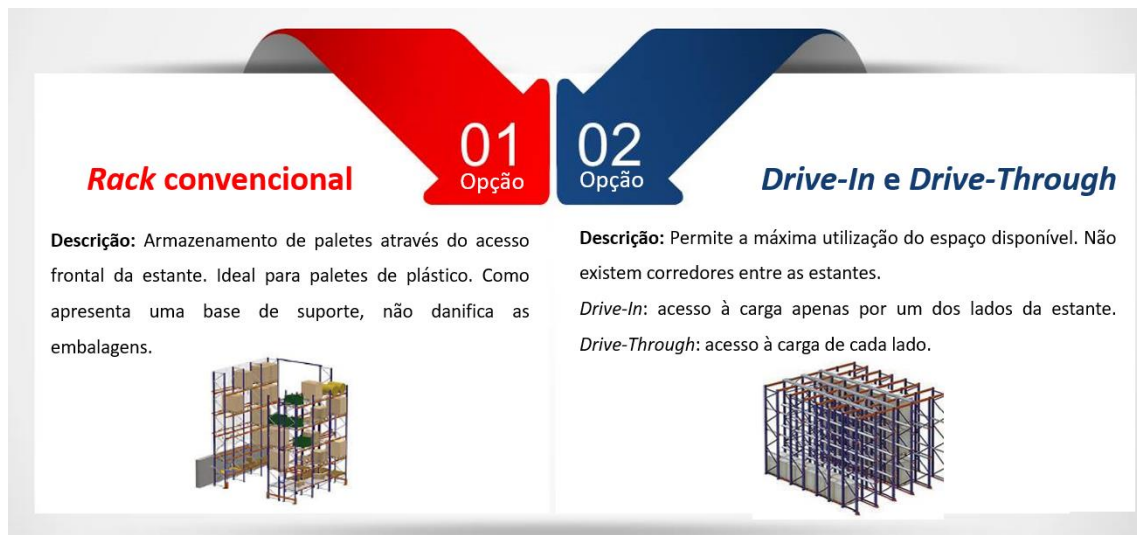 01
Opção
02
Opção
Rack convencional
Descrição: Armazenamento de paletes através do acesso
frontal da estante. Ideal para paletes de plástico. Como
apresenta uma base de suporte, não danifica as
embalagens.
Drive-In e Drive-Through
Descrição: Permite a máxima utilização do espaço disponível. Não
existem corredores entre as estantes.
Drive-In: acesso à carga apenas por um dos lados da estante.
Drive-Through: acesso à carga de cada lado.